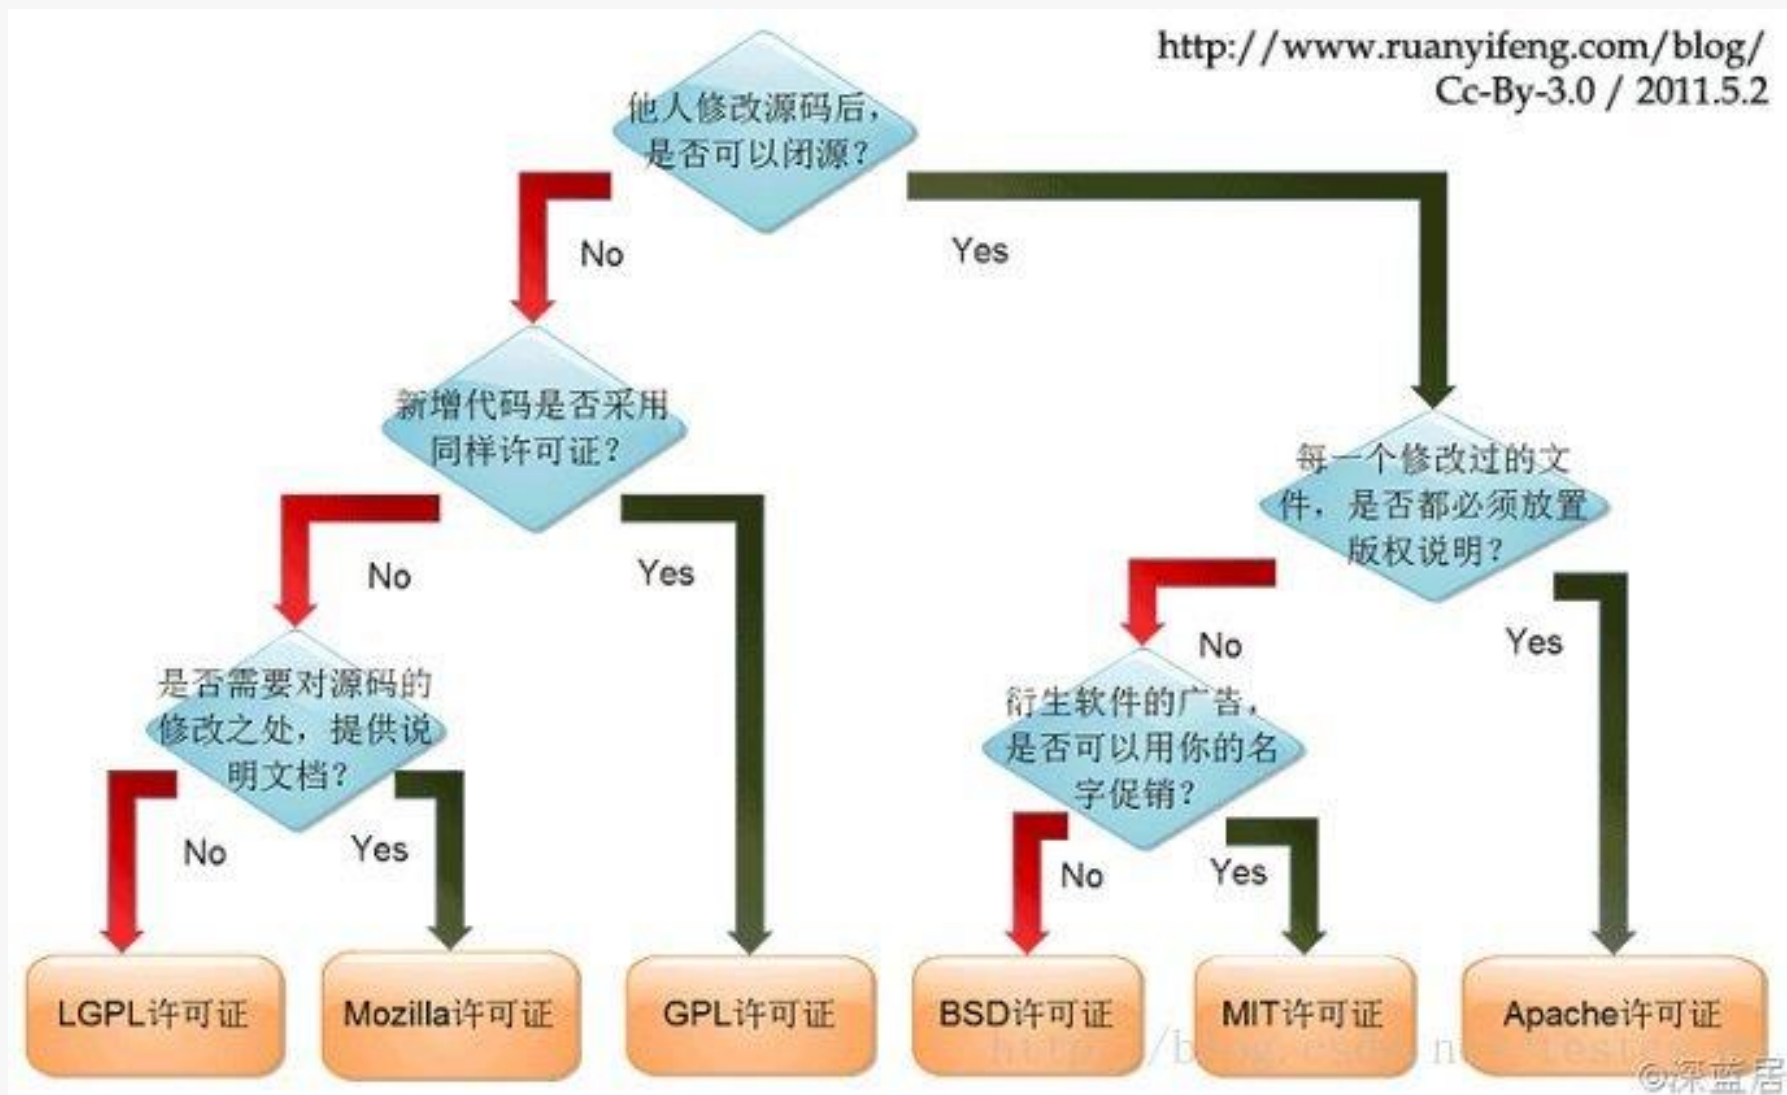 http://www.ruanyifeng.com/blog/
Cc-By-3.0 / 2011.5.2
他人修改源码后，
是否可以闭源？
No
Yes
新增代码是否采用
同样许可证？
每一个修改过的文
件，是否都必须放置
版权说明？
No
Yes
No
Yes
是否需要对源码的
修改之处，提供说
明文档？
衍生软件的广告，
是否可以用你的名
字促销？
No
Yes
No
Yes
LGPL许可证
Mozilla许可证
GPL许可证
BSD许可证
MIT许可证
Apache许可证
©深蓝居